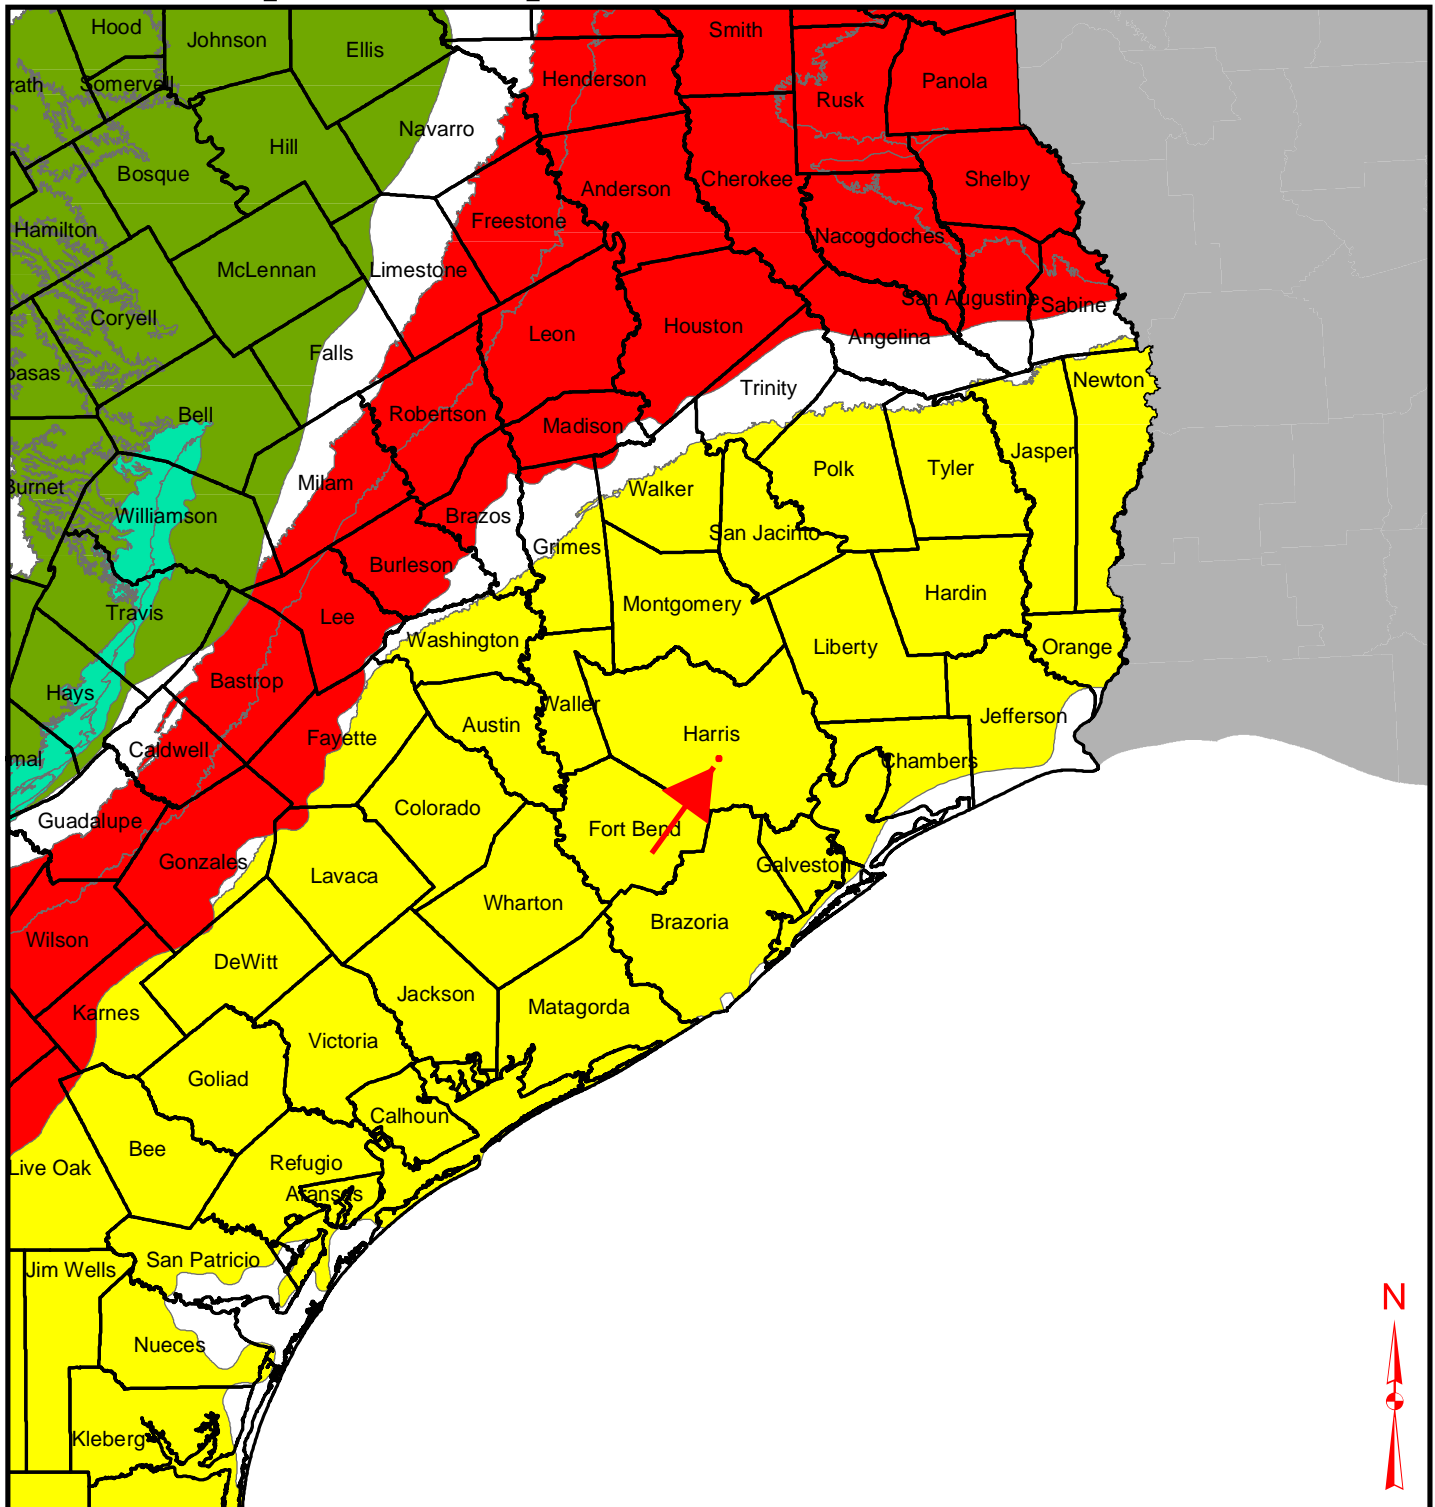 Hood
Johnson
Ellis
Smith
Somervell
rath
Henderson
Rusk
Panola
Navarro
Hill
Bosque
Anderson
Cherokee
Shelby
Hamilton
Freestone
Nacogdoches
McLennan
Limestone
San Augustine
Sabine
Coryell
Leon
Houston
Angelina
Falls
Trinity
Newton
Bell
Robertson
Madison
Jasper
Polk
Tyler
Burnet
Milam
Walker
Williamson
Brazos
San Jacinto
Grimes
Burleson
Hardin
Travis
Lee
Montgomery
Washington
Liberty
Orange
Hays
Bastrop
Waller
Austin
Jefferson
Fayette
Harris
Caldwell
Chambers
mal
Colorado
Guadalupe
Fort Bend
Gonzales
Lavaca
Galveston
Wharton
Brazoria
Wilson
DeWitt
Jackson
Matagorda
Karnes
Victoria
Goliad
Calhoun
Bee
Refugio
Live Oak
Aransas
San Patricio
Jim Wells
N
Nueces
Kleberg